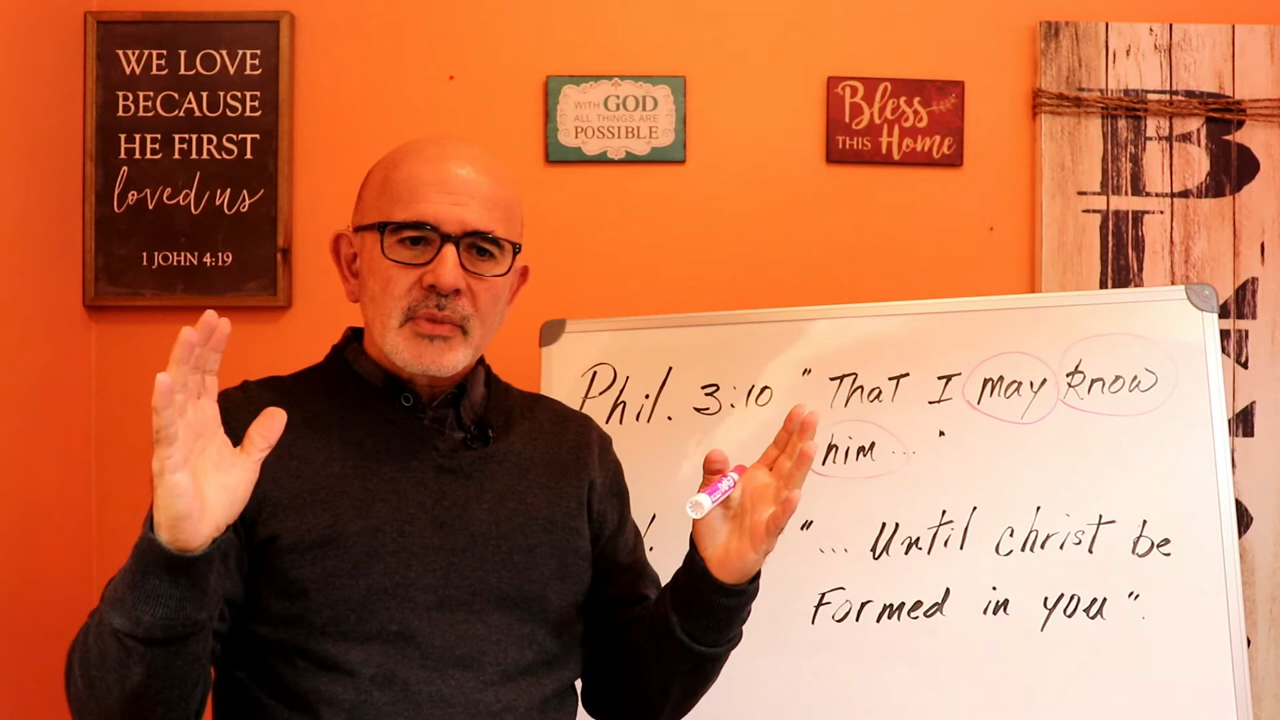 WE LOVE
BECAUSE
HE FIRST
loved us
1 JOHN 4:19
WITH GOD
ALL THINGS ARE
POSSIBLE
Bless
THIS Home
Phil. 3:10 "That I may know
him..."
"... Until christ be
Formed in you".